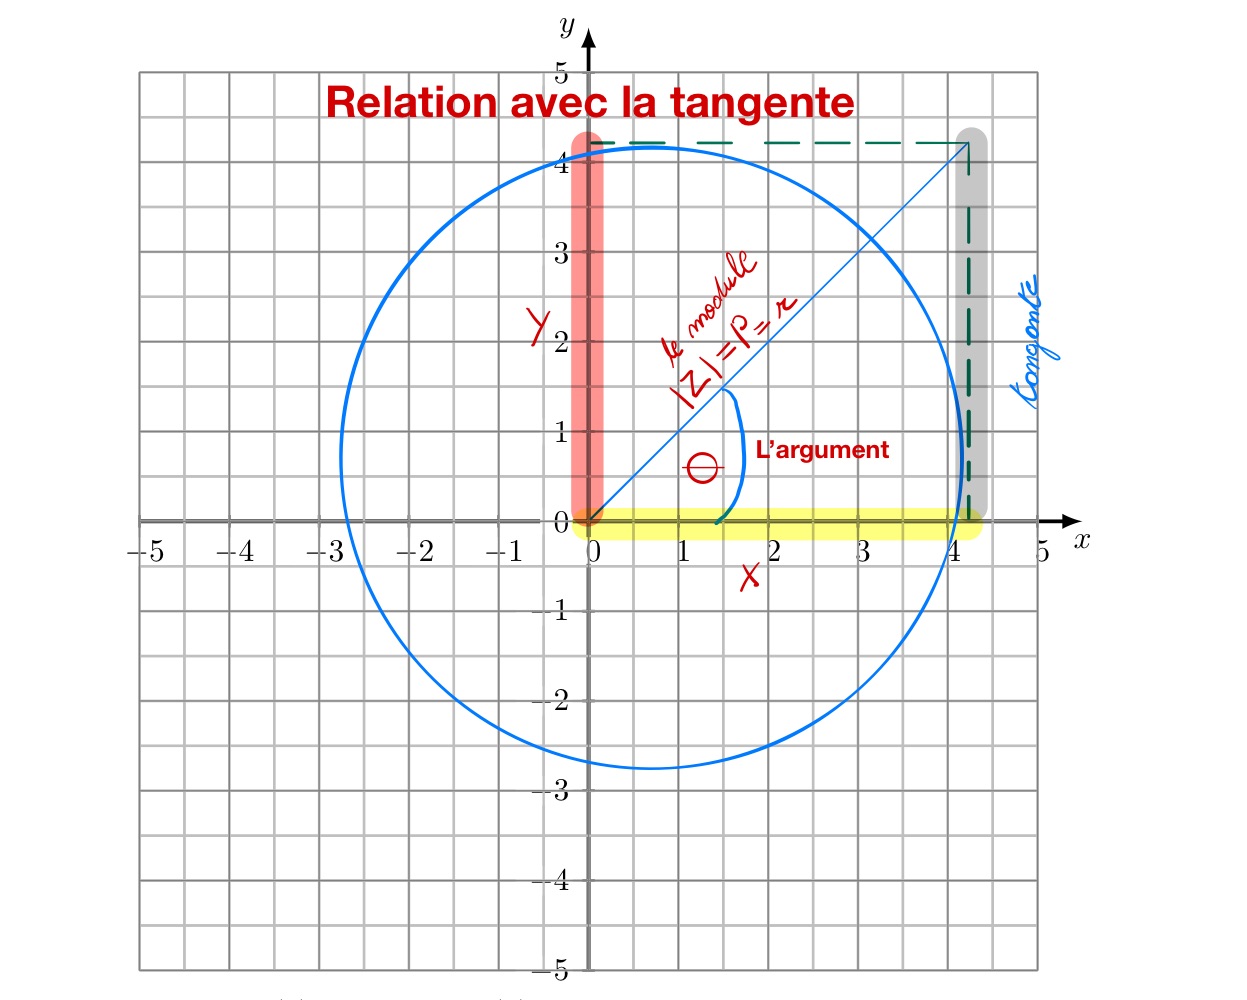 y
5
Relation avec la tangente
4
3
le module
|Z| = P = r
y
tangente
2
1
L'argument
Θ
0
−5 −4 −3 −2 −1 0 1 2 3 4 5 x
x
−1
−2
−3
−4
−5